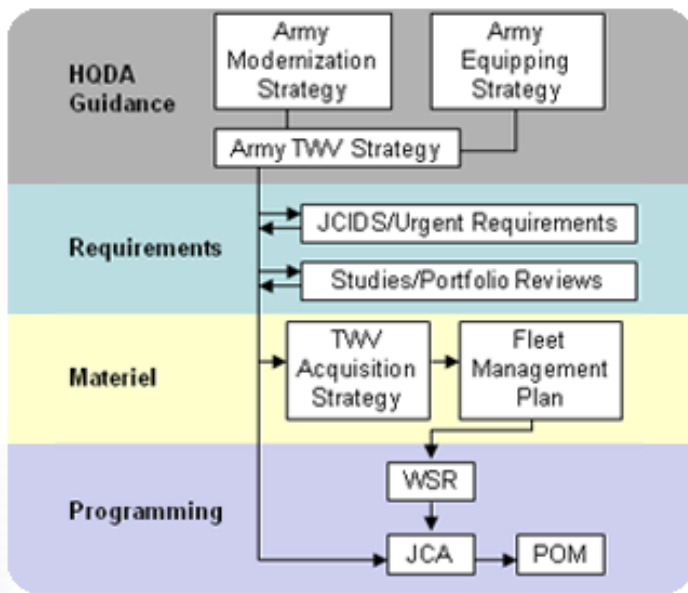 HQDA
Guidance
Army
Modernization
Strategy
Army
Equipping
Strategy
Army TWV Strategy
Requirements
JCIDS/Urgent Requirements
Studies/Portfolio Reviews
Materiel
TWV
Acquisition
Strategy
Fleet
Management
Plan
Programming
WSR
JCA
POM